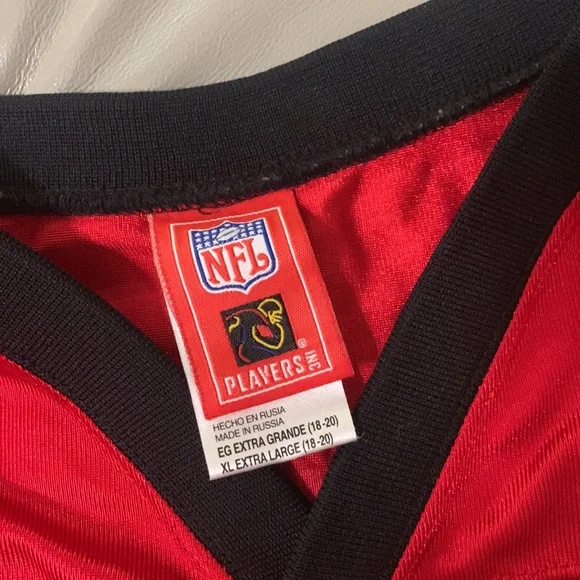 NFL
PLAYERS®
INC
HECHO EN RUSIA
MADE IN RUSSIA
EG EXTRA GRANDE (18-20)
XL EXTRA LARGE (18-20)